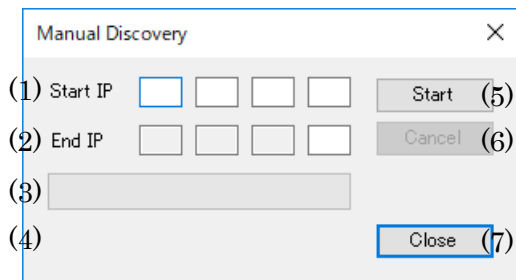 Manual Discovery
(1) Start IP Start (5)
(2) End IP Cancel (6)
(3)
(4)
Close (7)